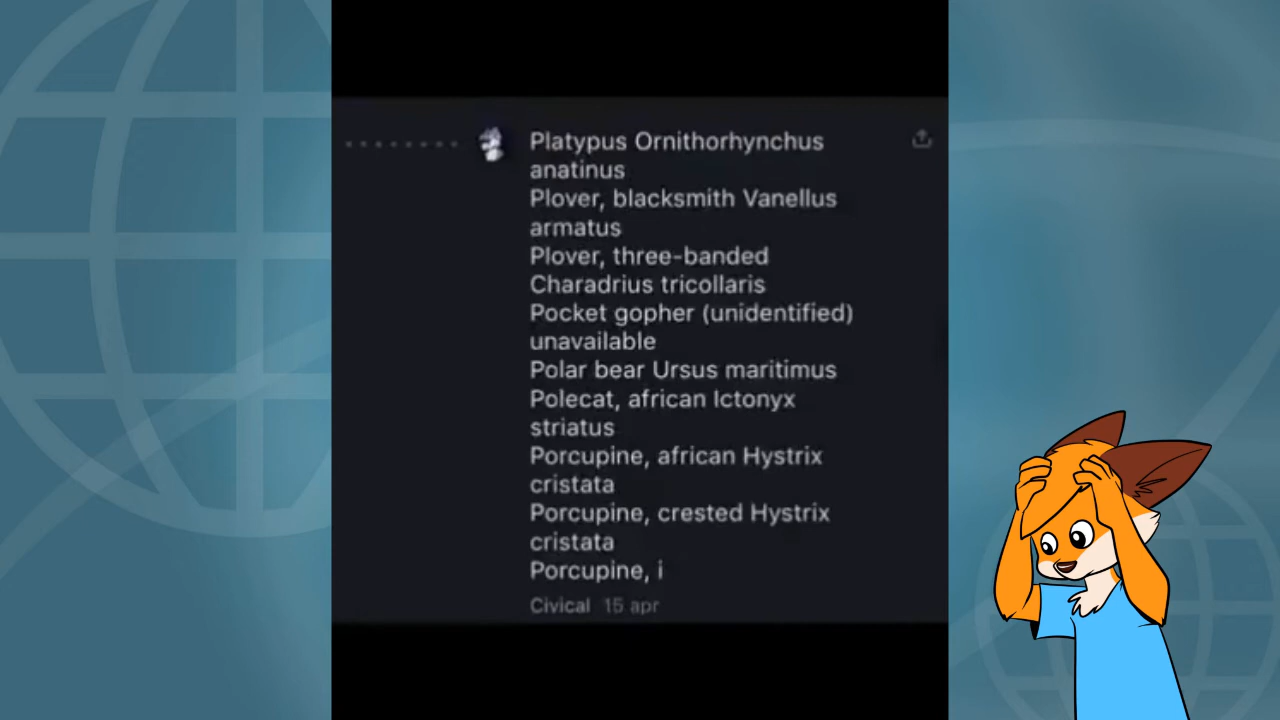 Platypus Ornithorhynchus
anatinus
Plover, blacksmith Vanellus
armatus
Plover, three-banded
Charadrius tricollaris
Pocket gopher (unidentified)
unavailable
Polar bear Ursus maritimus
Polecat, african Ictonyx
striatus
Porcupine, african Hystrix
cristata
Porcupine, crested Hystrix
cristata
Porcupine, i
Civical 15 apr